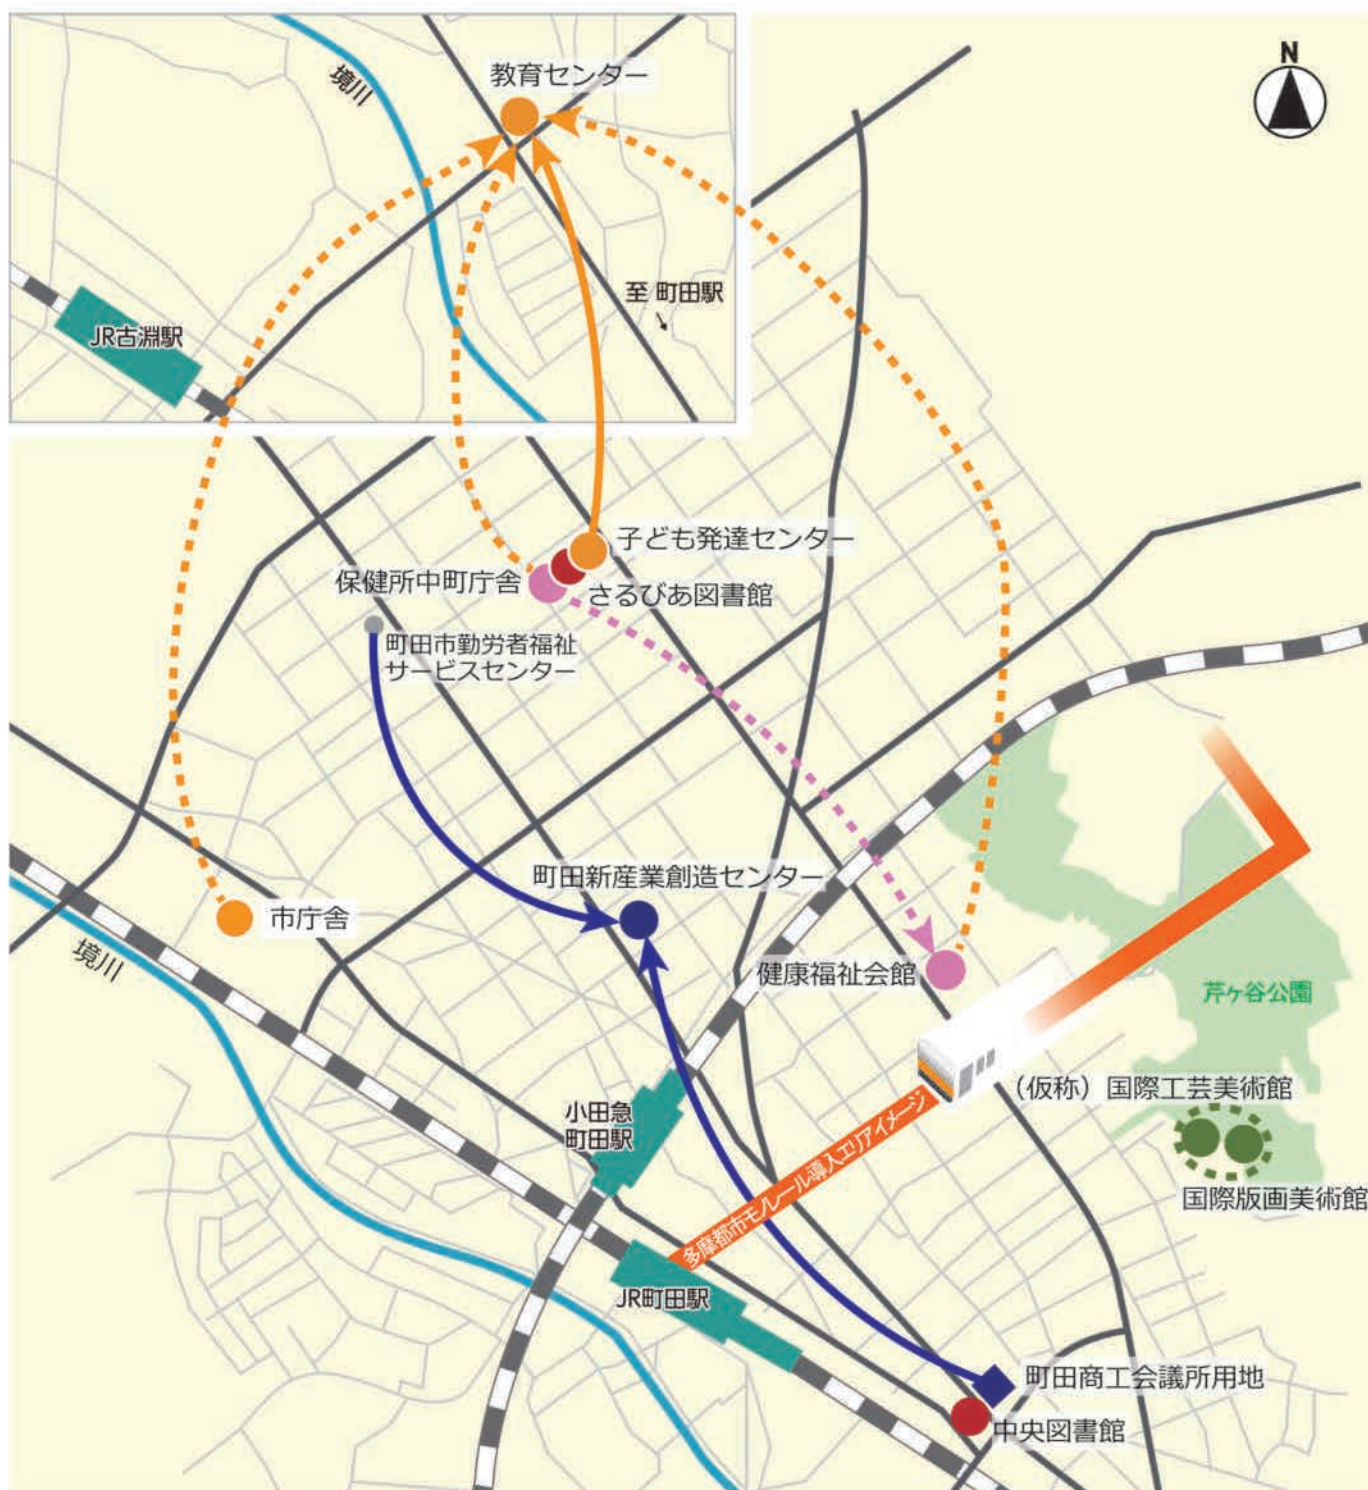 N
教育センター
境川
至 町田駅
JR古淵駅
子ども発達センター
保健所中町庁舎
さるびあ図書館
町田市勤労者福祉
サービスセンター
町田新産業創造センター
市庁舎
境川
健康福祉会館
芹ヶ谷公園
(仮称)国際工芸美術館
小田急
町田駅
多摩都市モノレール導入エリアイメージ
国際版画美術館
JR町田駅
町田商工会議所用地
中央図書館